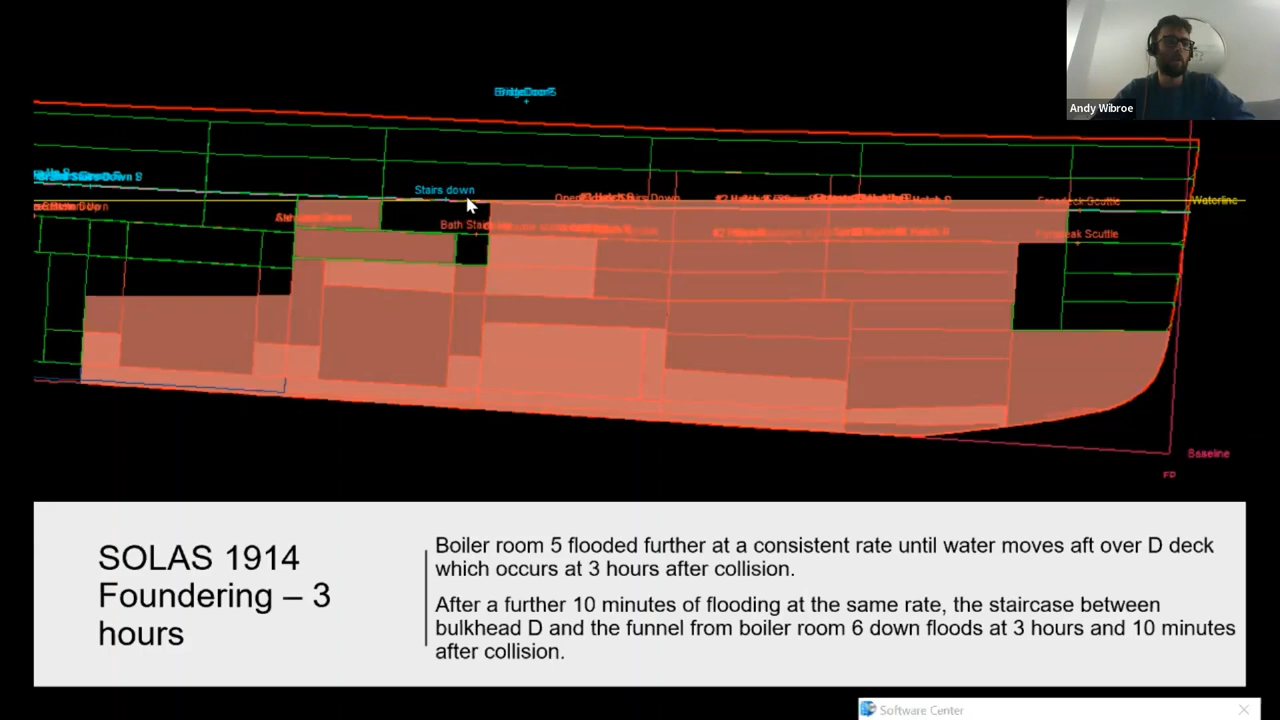 Andy Wibroe
Stairs down
Waterline
Forepeak Scuttle
Baseline
FP
SOLAS 1914
Foundering – 3
hours
Boiler room 5 flooded further at a consistent rate until water moves aft over D deck
which occurs at 3 hours after collision.
After a further 10 minutes of flooding at the same rate, the staircase between
bulkhead D and the funnel from boiler room 6 down floods at 3 hours and 10 minutes
after collision.
Software Center